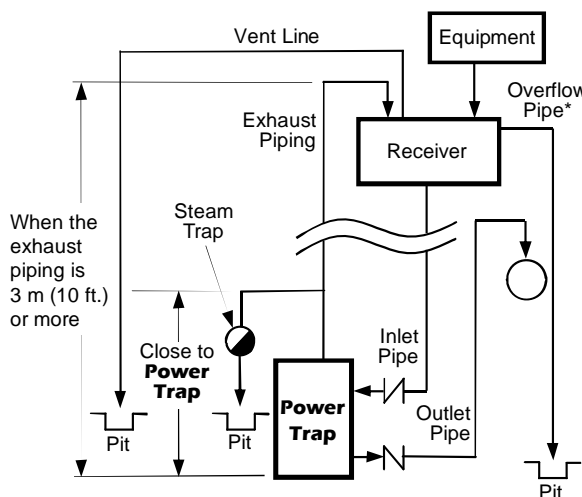 Vent Line
Equipment
Exhaust
Piping
Overflow
Pipe*
Receiver
When the
exhaust
piping is
3 m (10 ft.)
or more
Steam
Trap
Close to
Power
Trap
Inlet
Pipe
Power
Trap
Outlet
Pipe
Pit
Pit
Pit